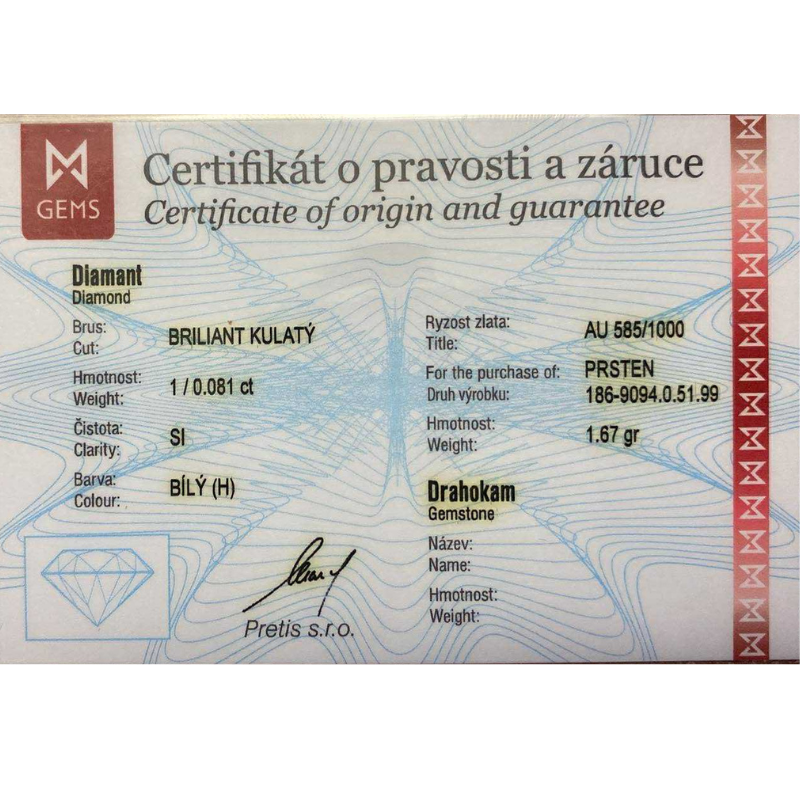 GEMS
Certifikát o pravosti a záruce
Certificate of origin and guarantee
Diamant
Diamond
Brus:
Cut:
BRILIANT KULATÝ
Hmotnost:
Weight:
1 / 0.081 ct
Čistota:
Clarity:
SI
Barva:
Colour:
BÍLÝ (H)
Pretis s.r.o.
Ryzost zlata:
Title:
AU 585/1000
For the purchase of:
Druh výrobku:
PRSTEN
186-9094.0.51.99
Hmotnost:
Weight:
1.67 gr
Drahokam
Gemstone
Název:
Name:
Hmotnost:
Weight: